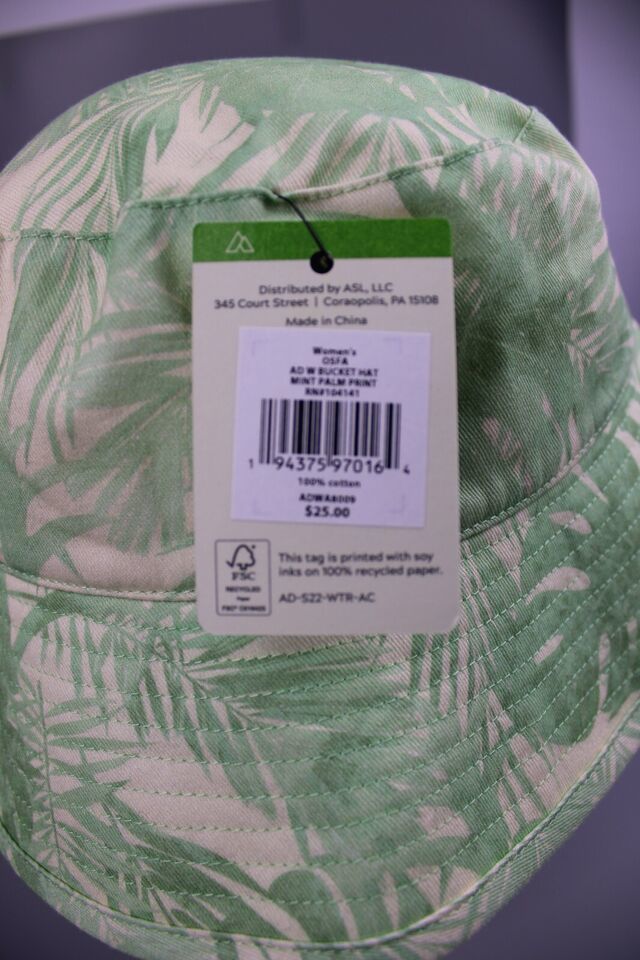 Distributed by ASL, LLC
345 Court Street | Coraopolis, PA 15108
Made in China
Women's
OSFA
AD W BUCKET HAT
MINT PALM PRINT
RN#104141
1 94375 97016 4
100% cotton
ADWA8009
$25.00
FSC
RECYCLED
Paper
This tag is printed with soy
inks on 100% recycled paper.
AD-S22-WTR-AC